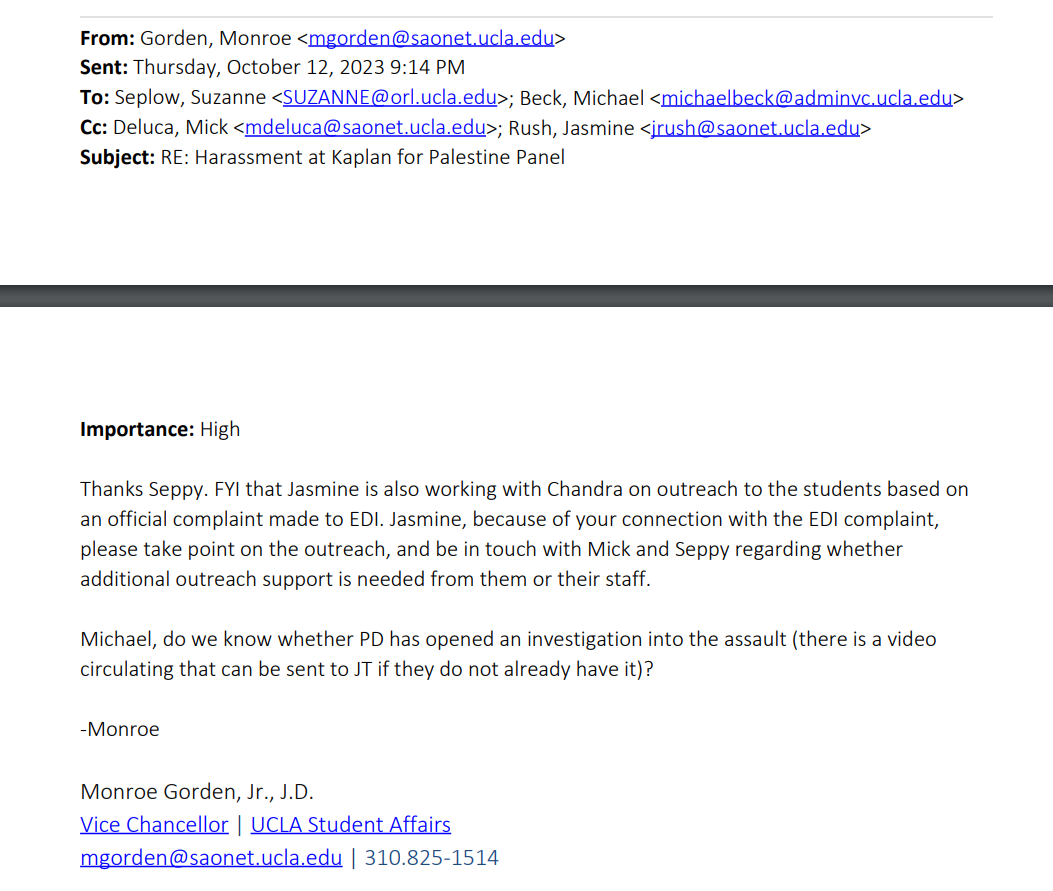 From: Gorden, Monroe <mgorden@saonet.ucla.edu>
Sent: Thursday, October 12, 2023 9:14 PM
To: Seplow, Suzanne <SUZANNE@orl.ucla.edu>; Beck, Michael <michaelbeck@adminvc.ucla.edu>
Cc: Deluca, Mick <mdeluca@saonet.ucla.edu>; Rush, Jasmine <jrush@saonet.ucla.edu>
Subject: RE: Harassment at Kaplan for Palestine Panel
Importance: High
Thanks Seppy. FYI that Jasmine is also working with Chandra on outreach to the students based on
an official complaint made to EDI. Jasmine, because of your connection with the EDI complaint,
please take point on the outreach, and be in touch with Mick and Seppy regarding whether
additional outreach support is needed from them or their staff.
Michael, do we know whether PD has opened an investigation into the assault (there is a video
circulating that can be sent to JT if they do not already have it)?
-Monroe
Monroe Gorden, Jr., J.D.
Vice Chancellor | UCLA Student Affairs
mgorden@saonet.ucla.edu | 310.825-1514